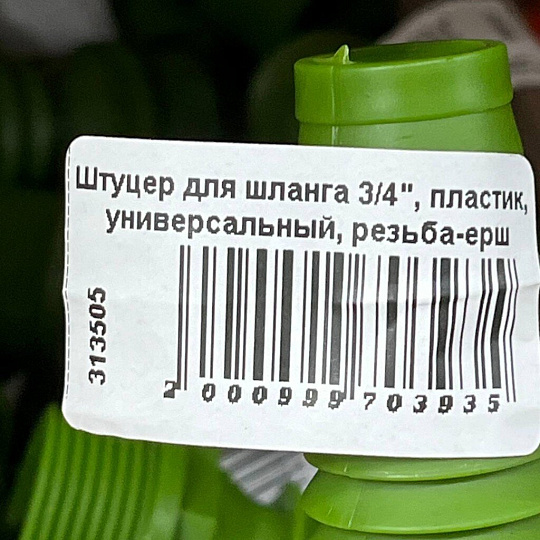 Штуцер для шланга 3/4", пластик,
универсальный, резьба-ерш
313505
2 000999 703935